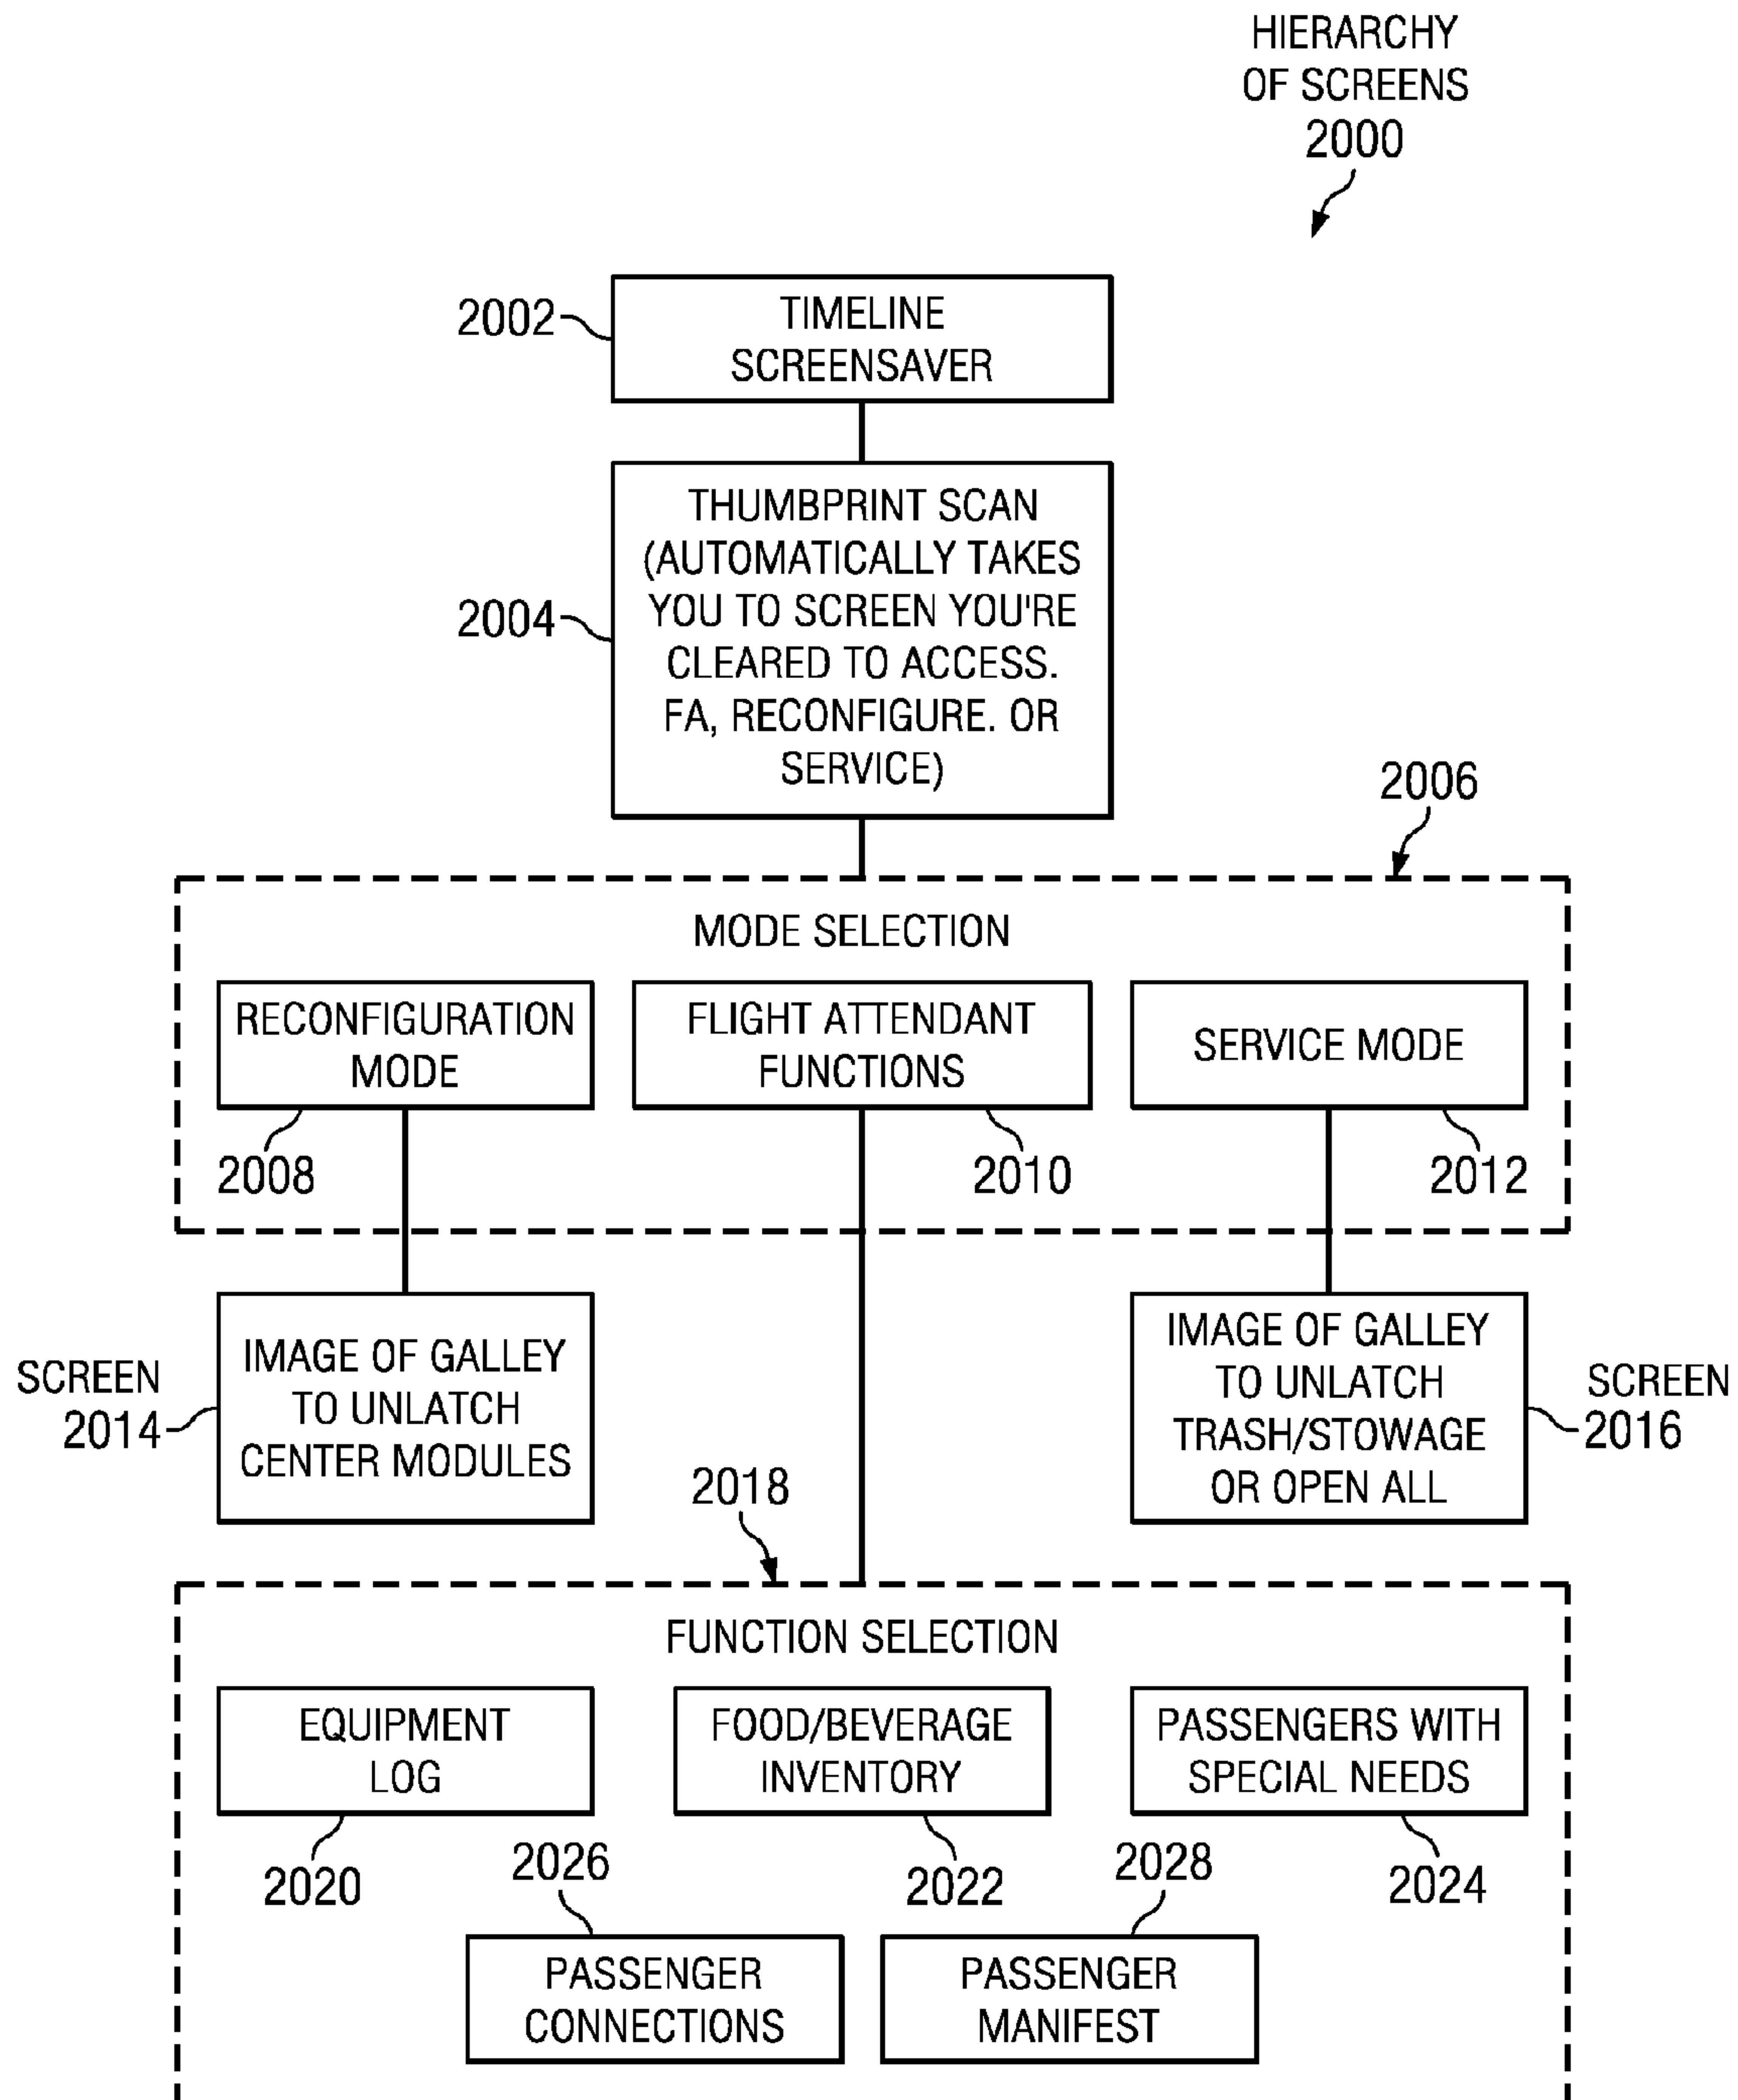 HIERARCHY
OF SCREENS
2000
2002
TIMELINE
SCREENSAVER
2004
THUMBPRINT SCAN
(AUTOMATICALLY TAKES
YOU TO SCREEN YOU'RE
CLEARED TO ACCESS.
FA, RECONFIGURE. OR
SERVICE)
2006
MODE SELECTION
RECONFIGURATION
MODE
2008
FLIGHT ATTENDANT
FUNCTIONS
2010
SERVICE MODE
2012
SCREEN
2014
IMAGE OF GALLEY
TO UNLATCH
CENTER MODULES
IMAGE OF GALLEY
TO UNLATCH
TRASH/STOWAGE
OR OPEN ALL
SCREEN
2016
2018
FUNCTION SELECTION
EQUIPMENT
LOG
2020
FOOD/BEVERAGE
INVENTORY
2022
PASSENGERS WITH
SPECIAL NEEDS
2024
2026
PASSENGER
CONNECTIONS
2028
PASSENGER
MANIFEST